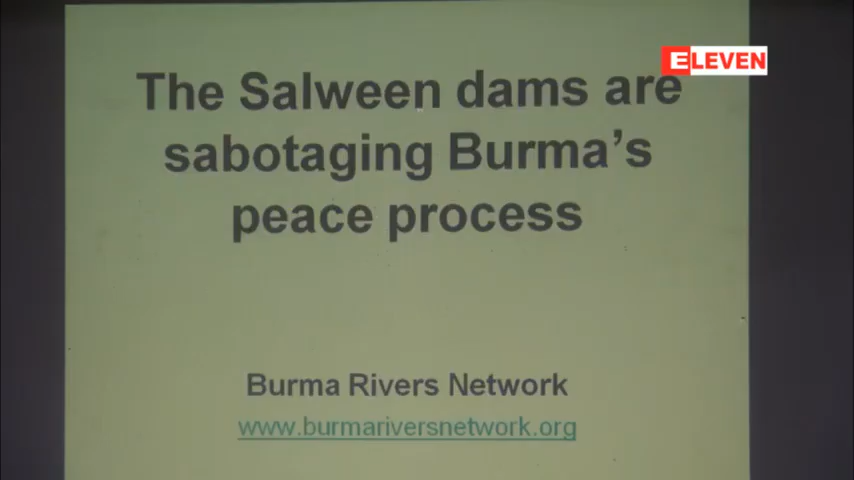 ELEVEN
The Salween dams are
sabotaging Burma's
peace process
Burma Rivers Network
www.burmariversnetwork.org